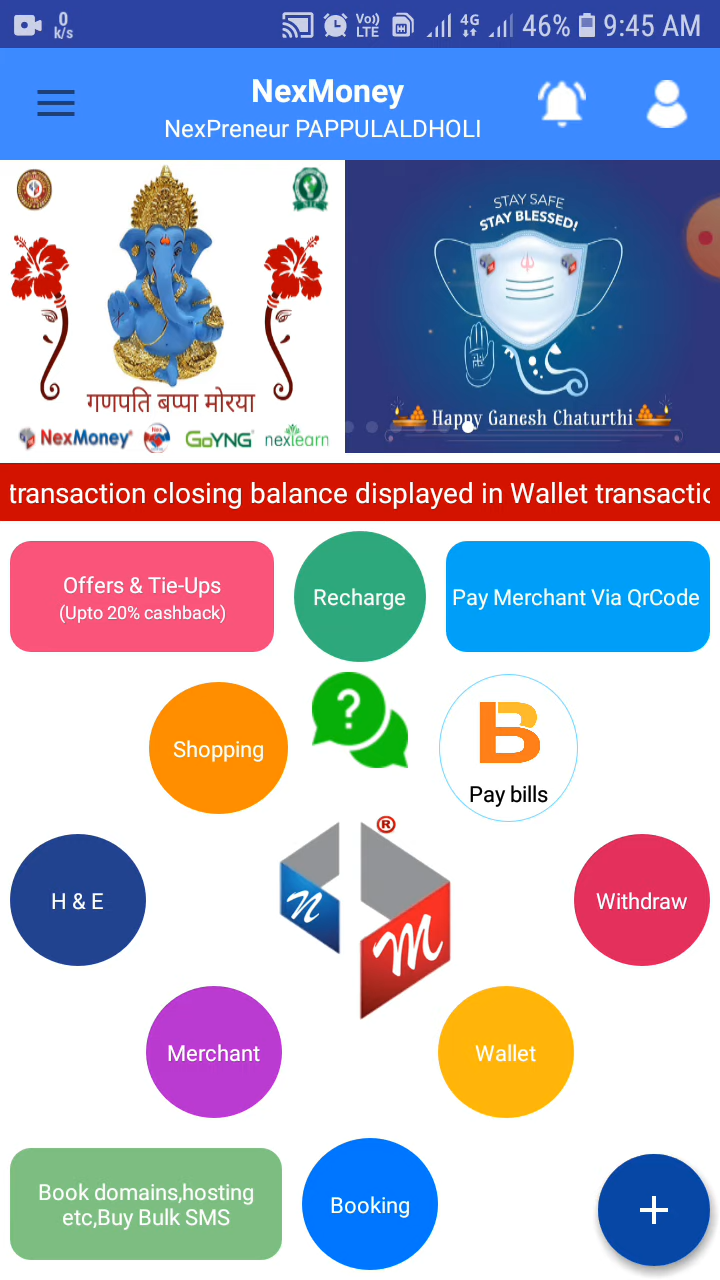 0
k/s
Vo))
LTE
4G
46%
9:45 AM
NexMoney
NexPreneur PAPPULALDHOLI
गणपति बप्पा मोरया
NexMoney
GoYNG
nexlearn
STAY SAFE
STAY BLESSED!
Happy Ganesh Chaturthi
transaction closing balance displayed in Wallet
Offers & Tie-Ups
(Upto 20% cashback)
Recharge
Pay Merchant Via QrCode
Shopping
?
B
Pay bills
®
n
m
H & E
Withdraw
Merchant
Wallet
Book domains,hosting
etc,Buy Bulk SMS
Booking
+